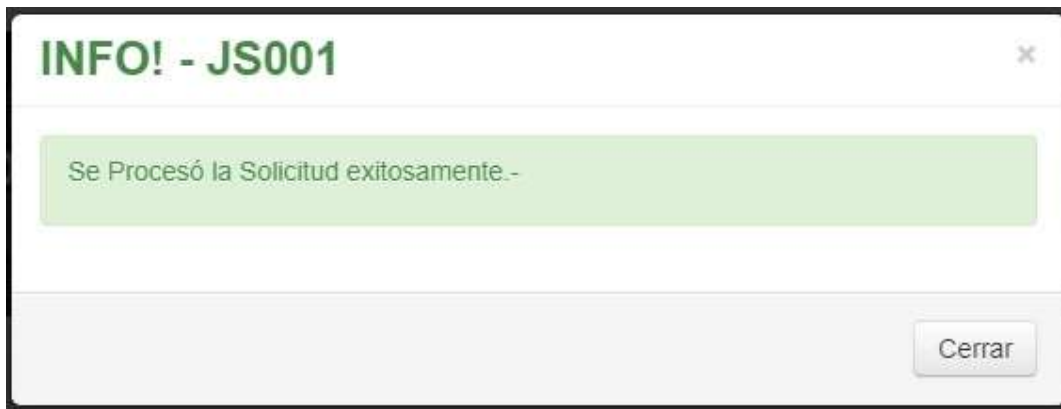 INFO! - JS001
×
Se Procesó la Solicitud exitosamente.-
Cerrar